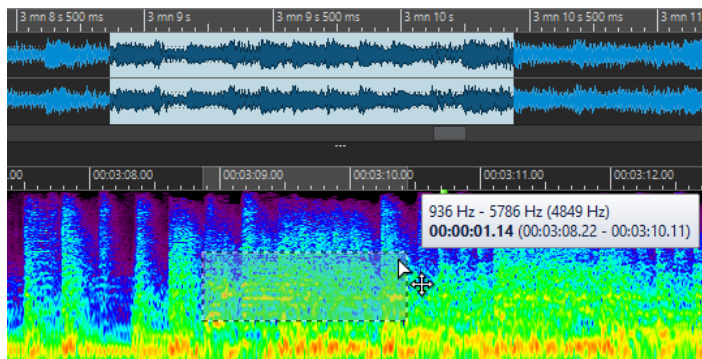 3 mn 8 s 500 ms 3 mn 9 s 3 mn 9 s 500 ms 3 mn 10 s 3 mn 10 s 500 ms 3 mn 11
.00 00:03:08.00 00:03:09.00 00:03:10.00 00:03:11.00 00:03:12.00
936 Hz - 5786 Hz (4849 Hz)
00:00:01.14 (00:03:08.22 - 00:03:10.11)